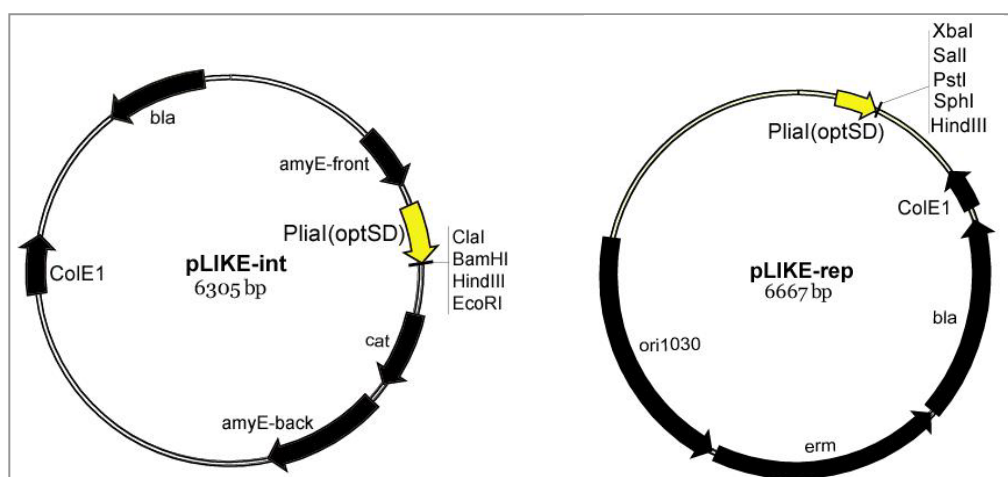 bla
amyE-front
PliaI(optSD)
ClaI
BamHI
HindIII
EcoRI
pLIKE-int
6305 bp
ColE1
cat
amyE-back
XbaI
SalI
PstI
SphI
HindIII
PliaI(optSD)
ColE1
pLIKE-rep
6667 bp
bla
ori1030
erm